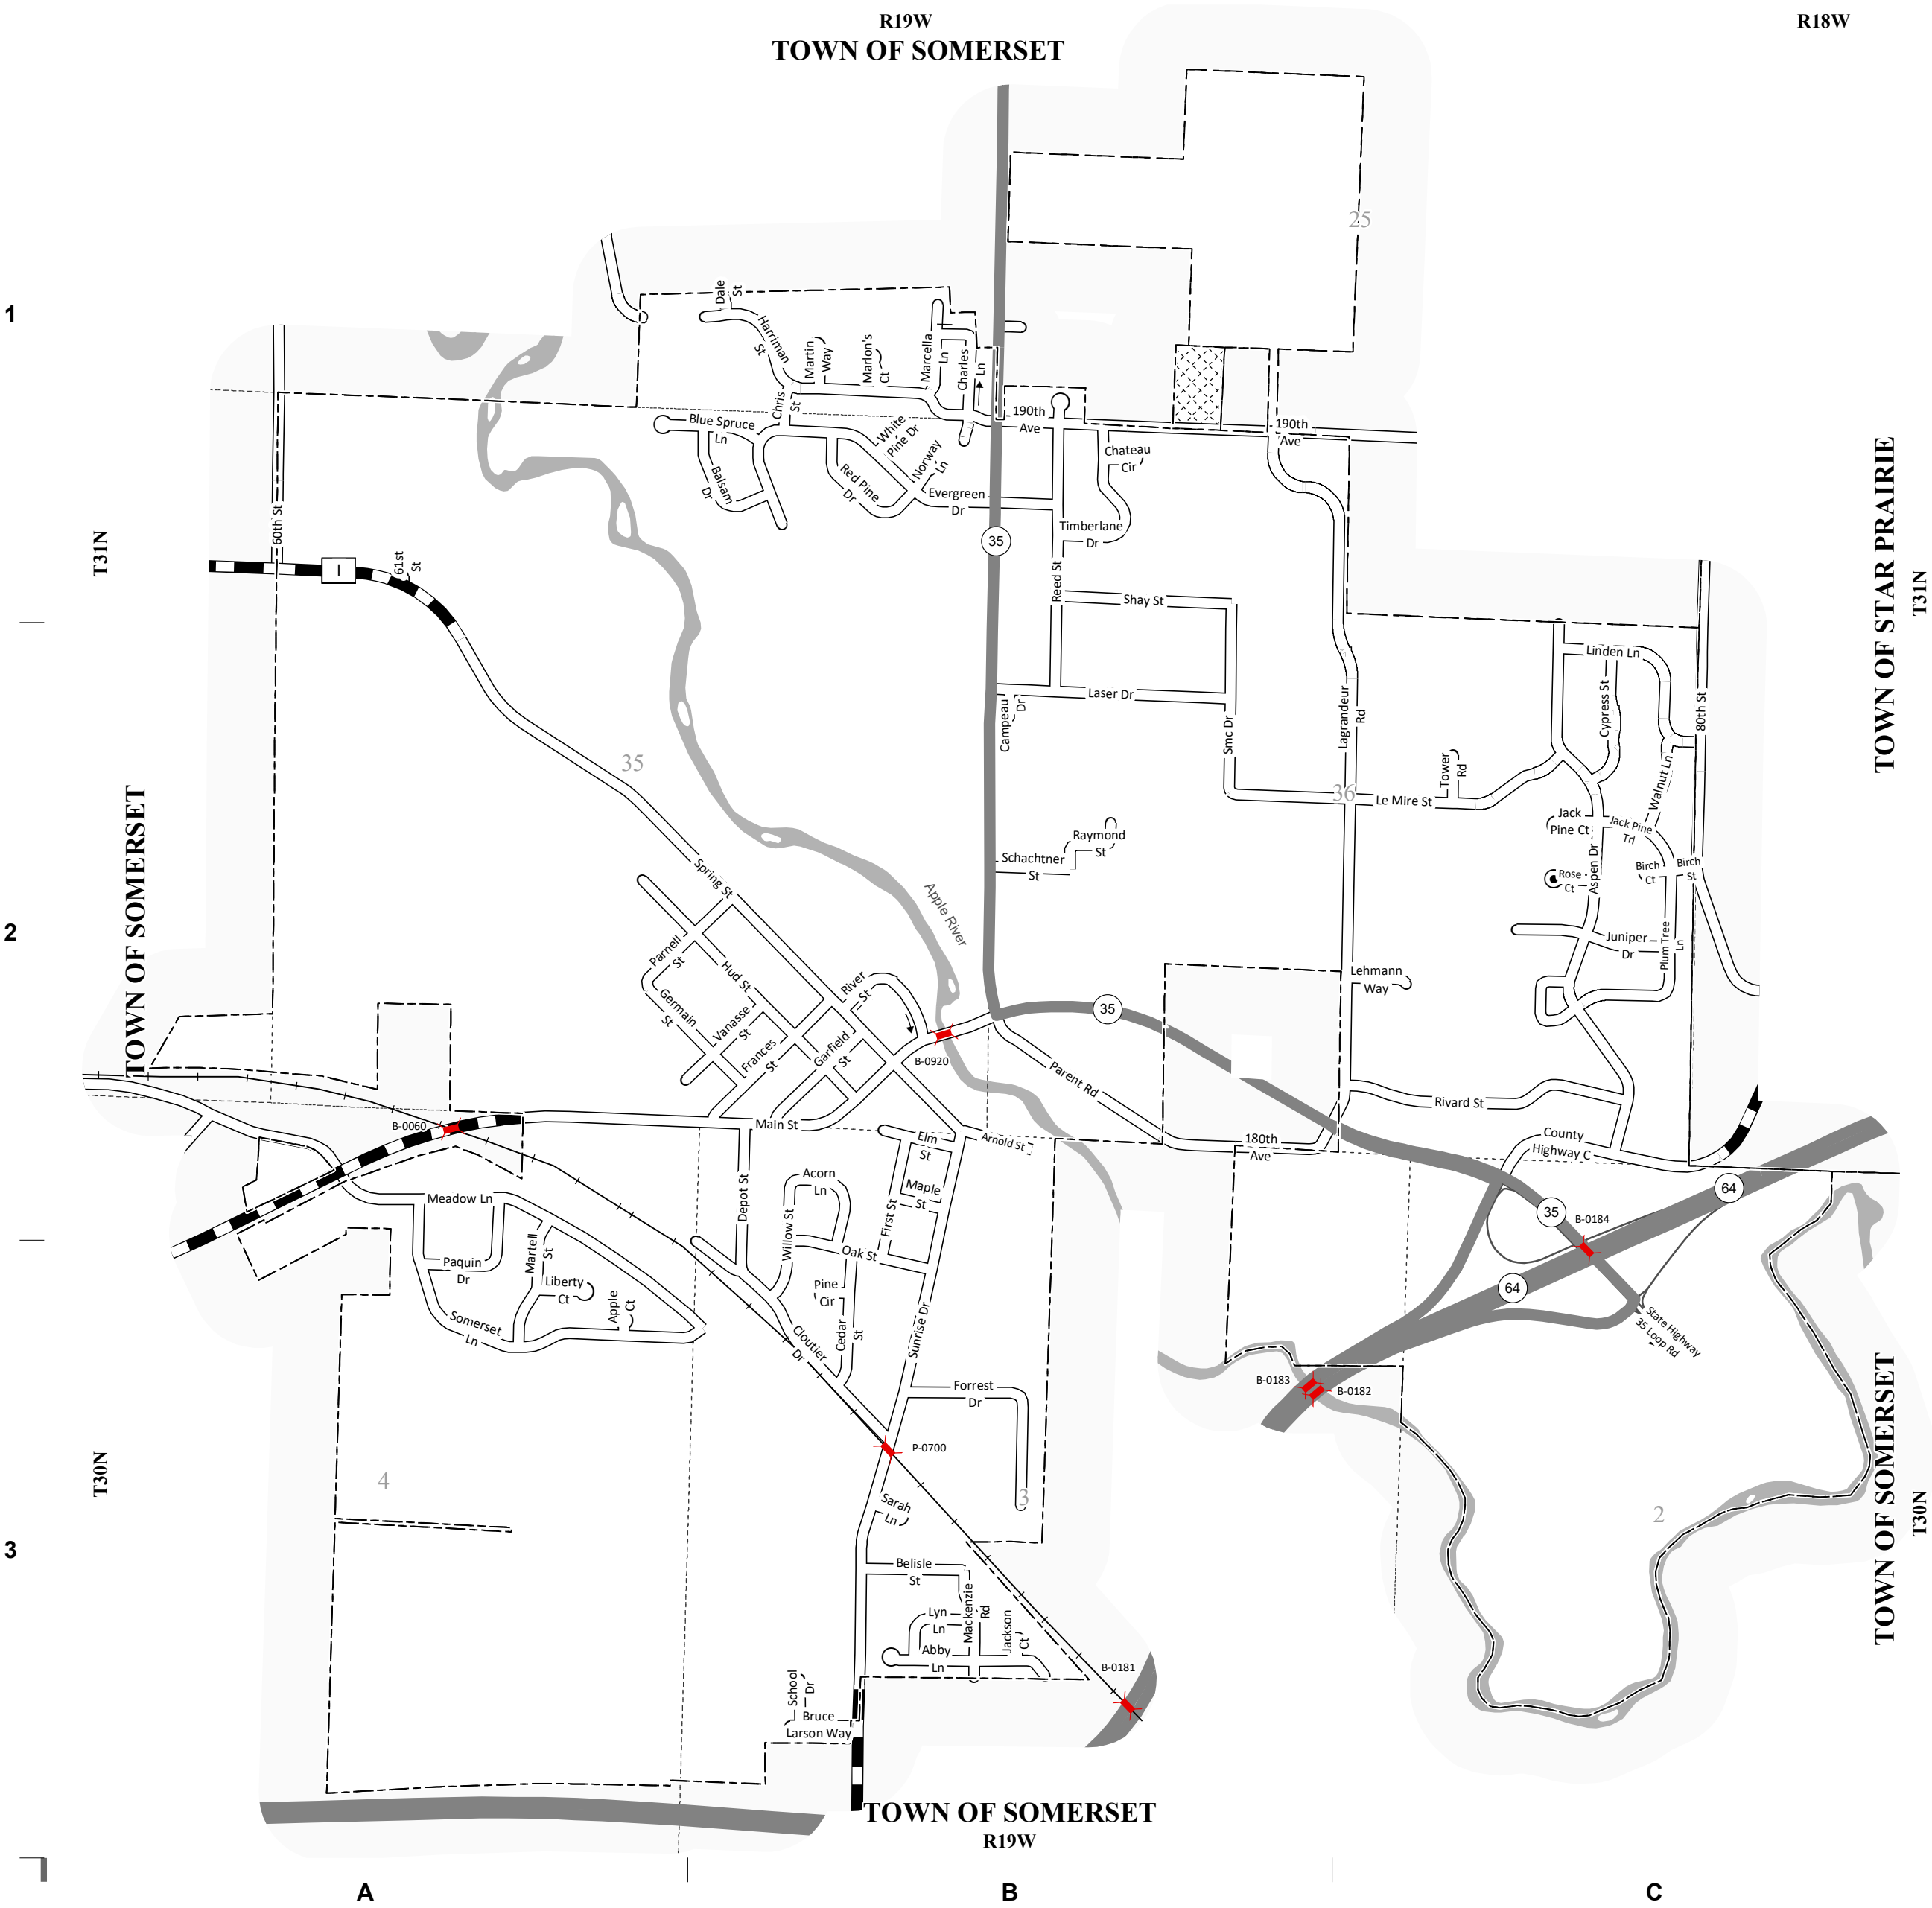 R19W
R18W
TOWN OF SOMERSET
25
1
Dale
St
Harriman
St
Martin
Way
Marlon's
Ct
Marcella
Ln
Charles
Ln
Chris
St
190th
Ave
190th
Ave
Blue Spruce
Ln
White
Pine Dr
Norway
Ln
Balsam
Dr
Red Pine
Dr
Evergreen
Dr
Chateau
Cir
Timberlane
Dr
35
60th St
I
61st
St
T31N
T31N
TOWN OF STAR PRAIRIE
Reed St
Shay St
Laser Dr
Campeau
Dr
Smc Dr
Lagrandeur
Rd
Linden Ln
Cypress St
80th St
Walnut Ln
35
36
Le Mire St
Tower
Rd
Jack
Pine Ct
Jack Pine
Trl
Aspen Dr
Birch
Ct
Birch
St
Rose
Ct
Raymond
St
Schachtner
St
Spring St
Apple River
TOWN OF SOMERSET
2
Parnell
St
Hud St
Germain
St
Vanasse
St
Frances
St
Garfield
St
River
St
Juniper
Dr
Plum Tree
Ln
Lehmann
Way
35
B-0920
Parent Rd
Rivard St
B-0060
Main St
Elm
St
Arnold St
180th
Ave
County
Highway C
64
35
B-0184
64
State Highway
35 Loop Rd
Meadow Ln
Depot St
Acorn
Ln
Willow St
Maple
St
First St
Oak St
Paquin
Dr
Martell
St
Liberty
Ct
Apple
Ct
Somerset
Ln
Pine
Cir
Cedar
St
Cloutier
Dr
Sunrise Dr
Forrest
Dr
B-0183
B-0182
P-0700
4
3
2
T30N
T30N
TOWN OF SOMERSET
Sarah
Ln
3
Belisle
St
Mackenzie
Rd
Lyn
Ln
Jackson
Ct
Abby
Ln
B-0181
School
Dr
Bruce
Larson Way
TOWN OF SOMERSET
R19W
A
B
C